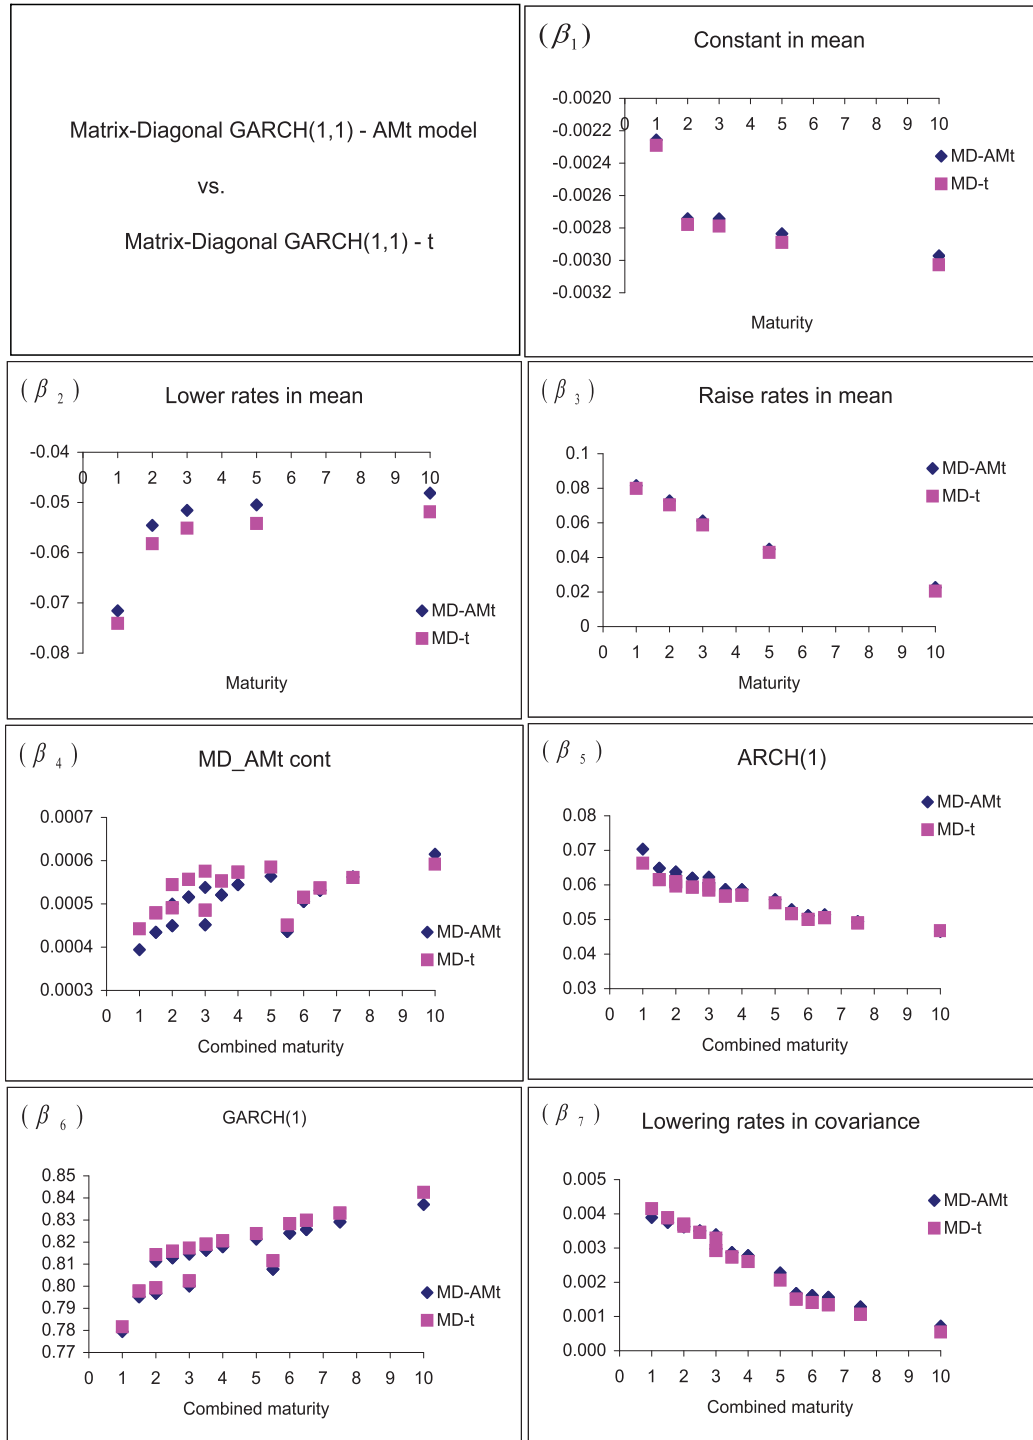 Matrix-Diagonal GARCH(1,1) - AMt model
vs.
Matrix-Diagonal GARCH(1,1) - t
(β₁) Constant in mean
-0.0020
0 1 2 3 4 5 6 7 8 9 10
-0.0022
-0.0024
-0.0026
-0.0028
-0.0030
-0.0032
MD-AMt
MD-t
Maturity
(β₂) Lower rates in mean
-0.04
0 1 2 3 4 5 6 7 8 9 10
-0.05
-0.06
-0.07
-0.08
MD-AMt
MD-t
Maturity
(β₃) Raise rates in mean
0.1
0.08
0.06
0.04
0.02
0
0 1 2 3 4 5 6 7 8 9 10
MD-AMt
MD-t
Maturity
(β₄) MD_AMt cont
0.0007
0.0006
0.0005
0.0004
0.0003
0 1 2 3 4 5 6 7 8 9 10
MD-AMt
MD-t
Combined maturity
(β₅) ARCH(1)
0.08
0.07
0.06
0.05
0.04
0.03
0 1 2 3 4 5 6 7 8 9 10
MD-AMt
MD-t
Combined maturity
(β₆) GARCH(1)
0.85
0.84
0.83
0.82
0.81
0.80
0.79
0.78
0.77
0 1 2 3 4 5 6 7 8 9 10
MD-AMt
MD-t
Combined maturity
(β₇) Lowering rates in covariance
0.005
0.004
0.003
0.002
0.001
0.000
0 1 2 3 4 5 6 7 8 9 10
MD-AMt
MD-t
Combined maturity